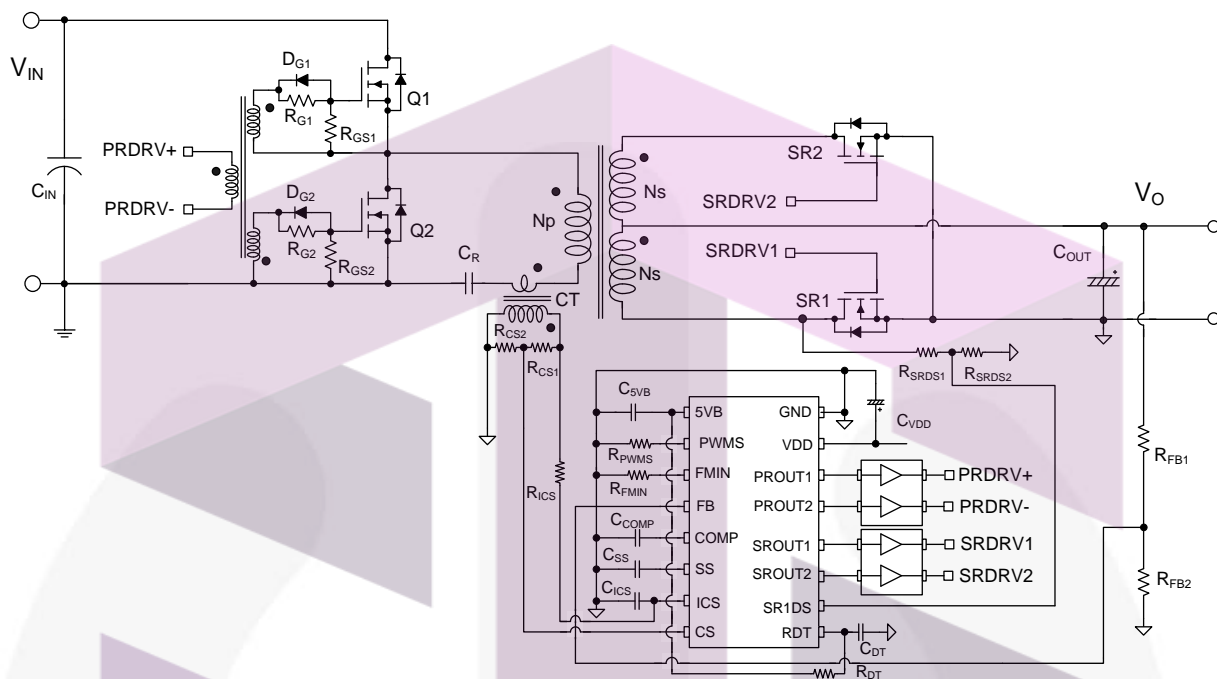 V_IN
C_IN
PRDRV+
PRDRV-
D_G1
R_G1
R_GS1
Q1
D_G2
R_G2
R_GS2
Q2
C_R
Np
CT
R_CS2
R_CS1
Ns
Ns
SR2
SRDRV2
SRDRV1
SR1
V_O
C_OUT
+
R_SRDS1
R_SRDS2
C_5VB
R_PWMS
R_FMIN
R_ICS
C_COMP
C_SS
C_ICS
5VB
PWMS
FMIN
FB
COMP
SS
ICS
CS
GND
VDD
PROUT1
PROUT2
SROUT1
SROUT2
SR1DS
RDT
+
C_VDD
PRDRV+
PRDRV-
SRDRV1
SRDRV2
C_DT
R_DT
R_FB1
R_FB2